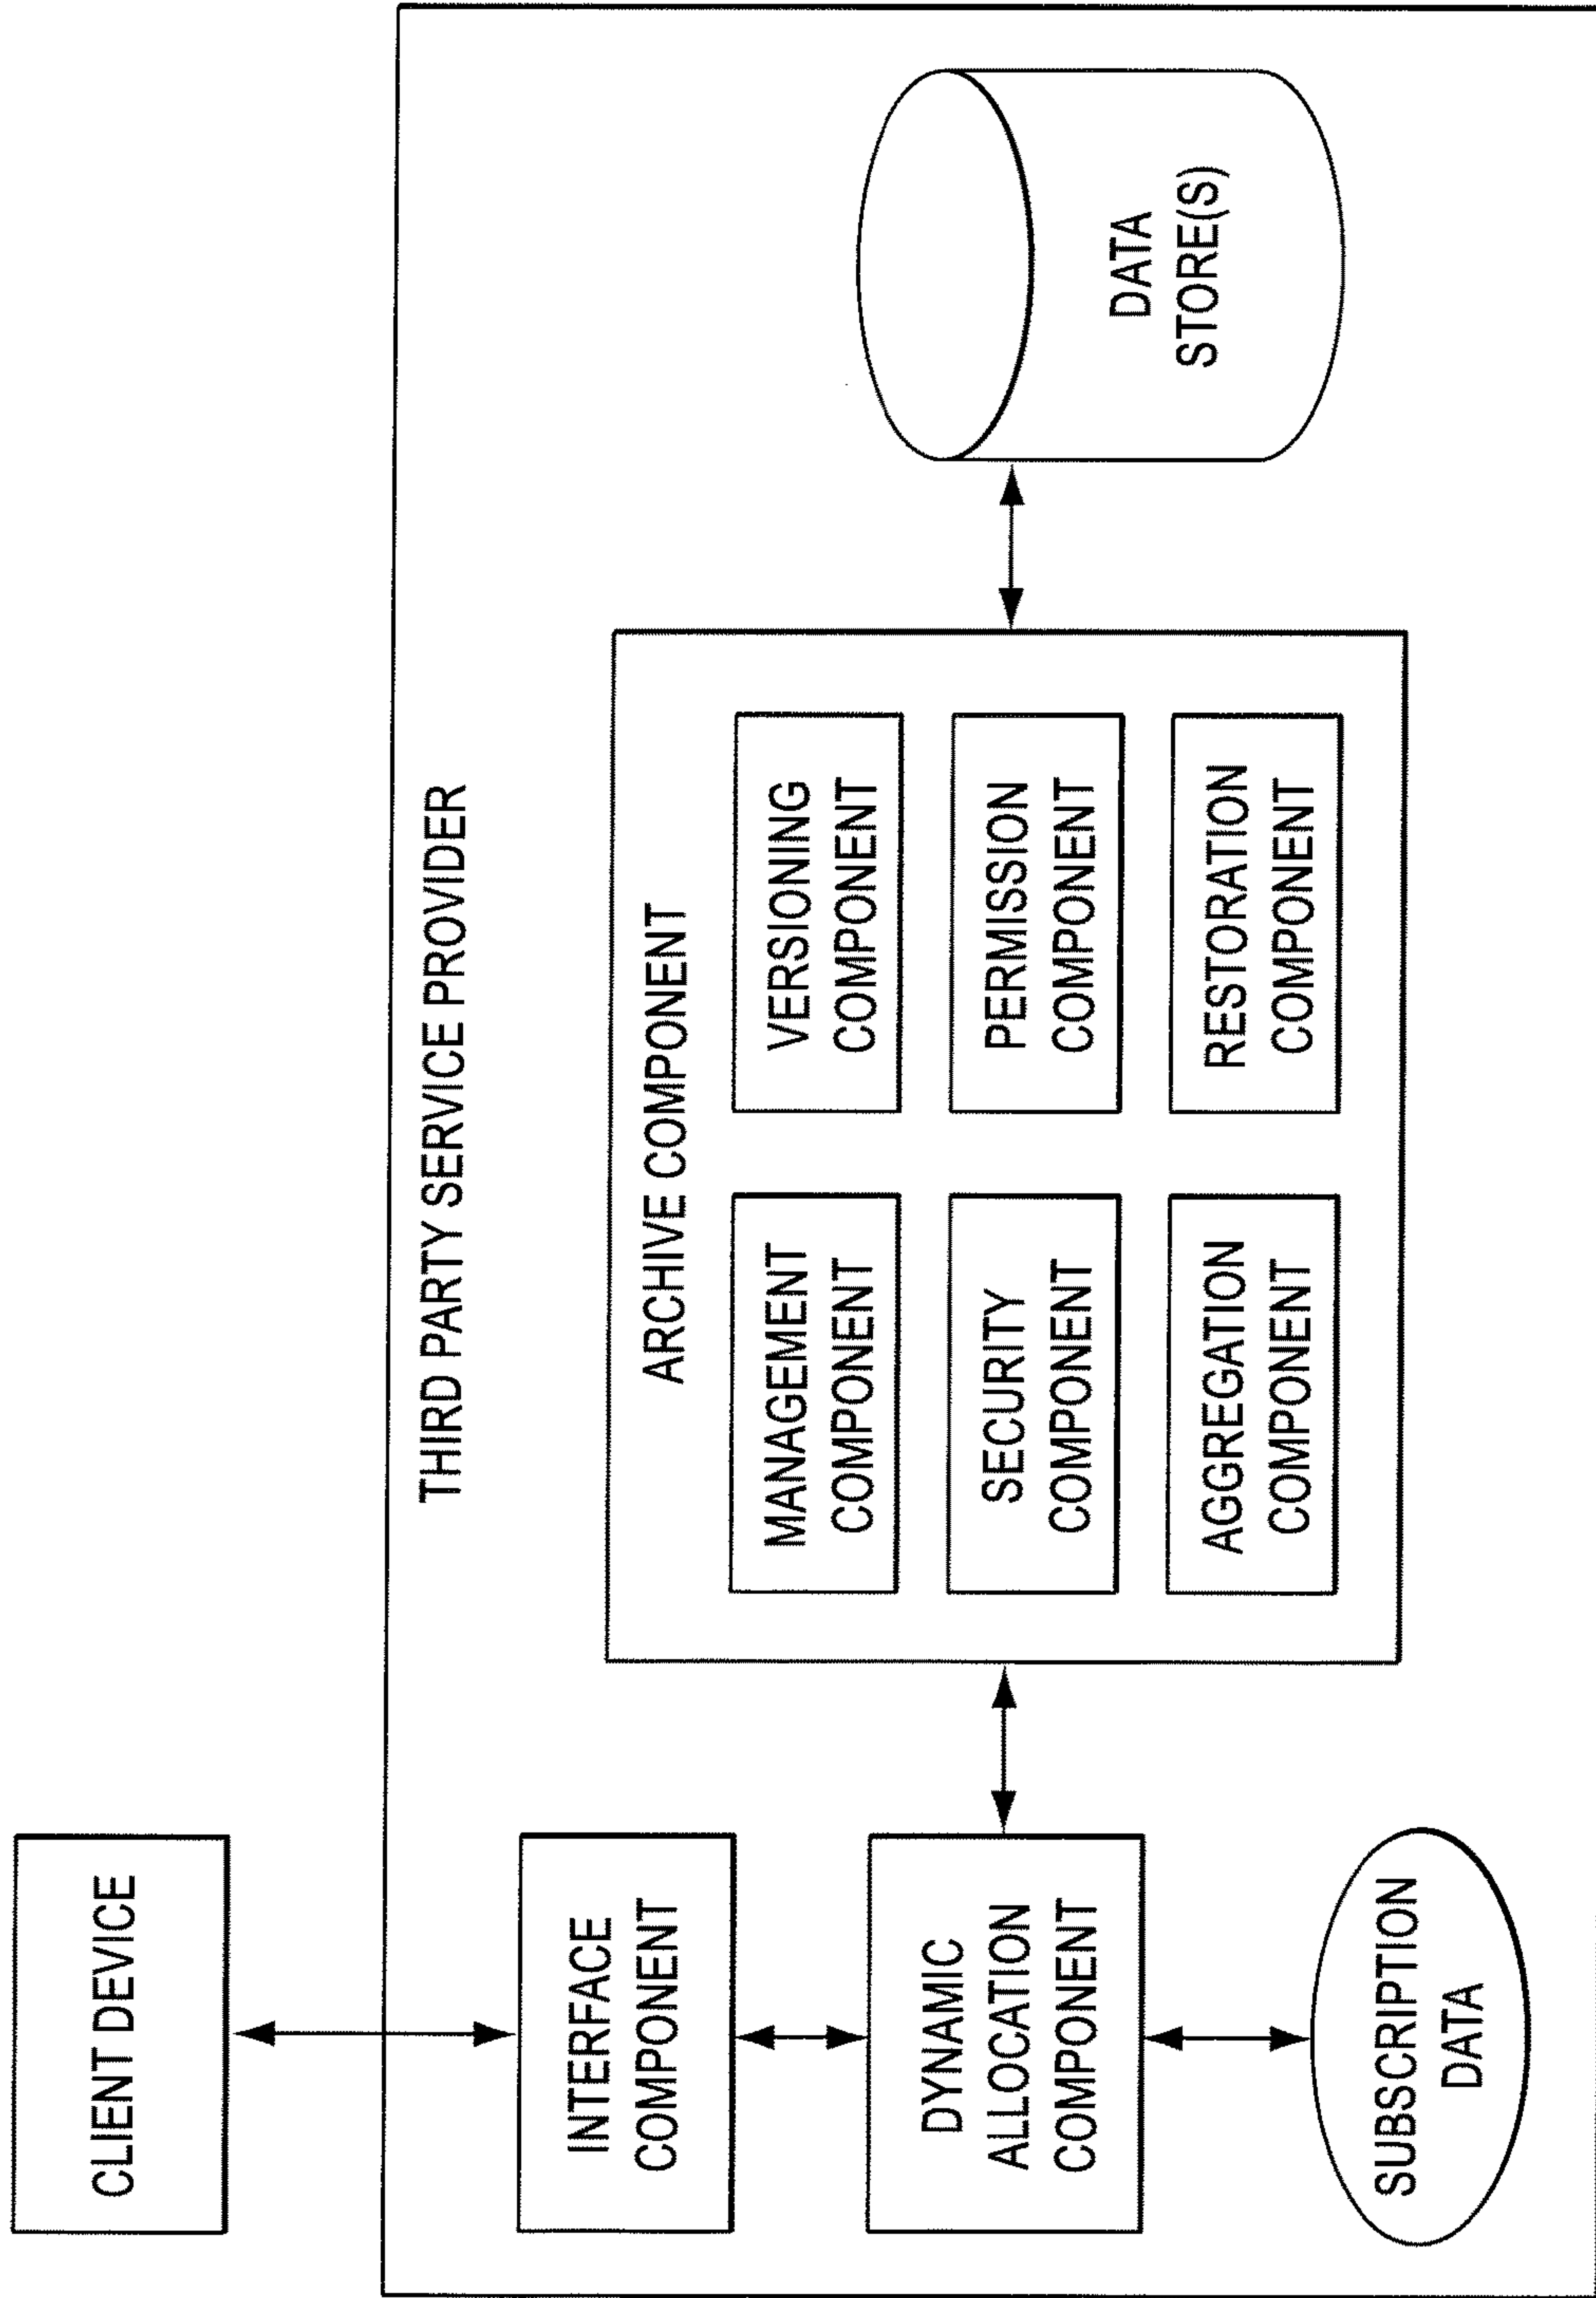 CLIENT DEVICE
THIRD PARTY SERVICE PROVIDER
INTERFACE
COMPONENT
DYNAMIC
ALLOCATION
COMPONENT
SUBSCRIPTION
DATA
ARCHIVE COMPONENT
MANAGEMENT
COMPONENT
VERSIONING
COMPONENT
SECURITY
COMPONENT
PERMISSION
COMPONENT
AGGREGATION
COMPONENT
RESTORATION
COMPONENT
DATA
STORE(S)